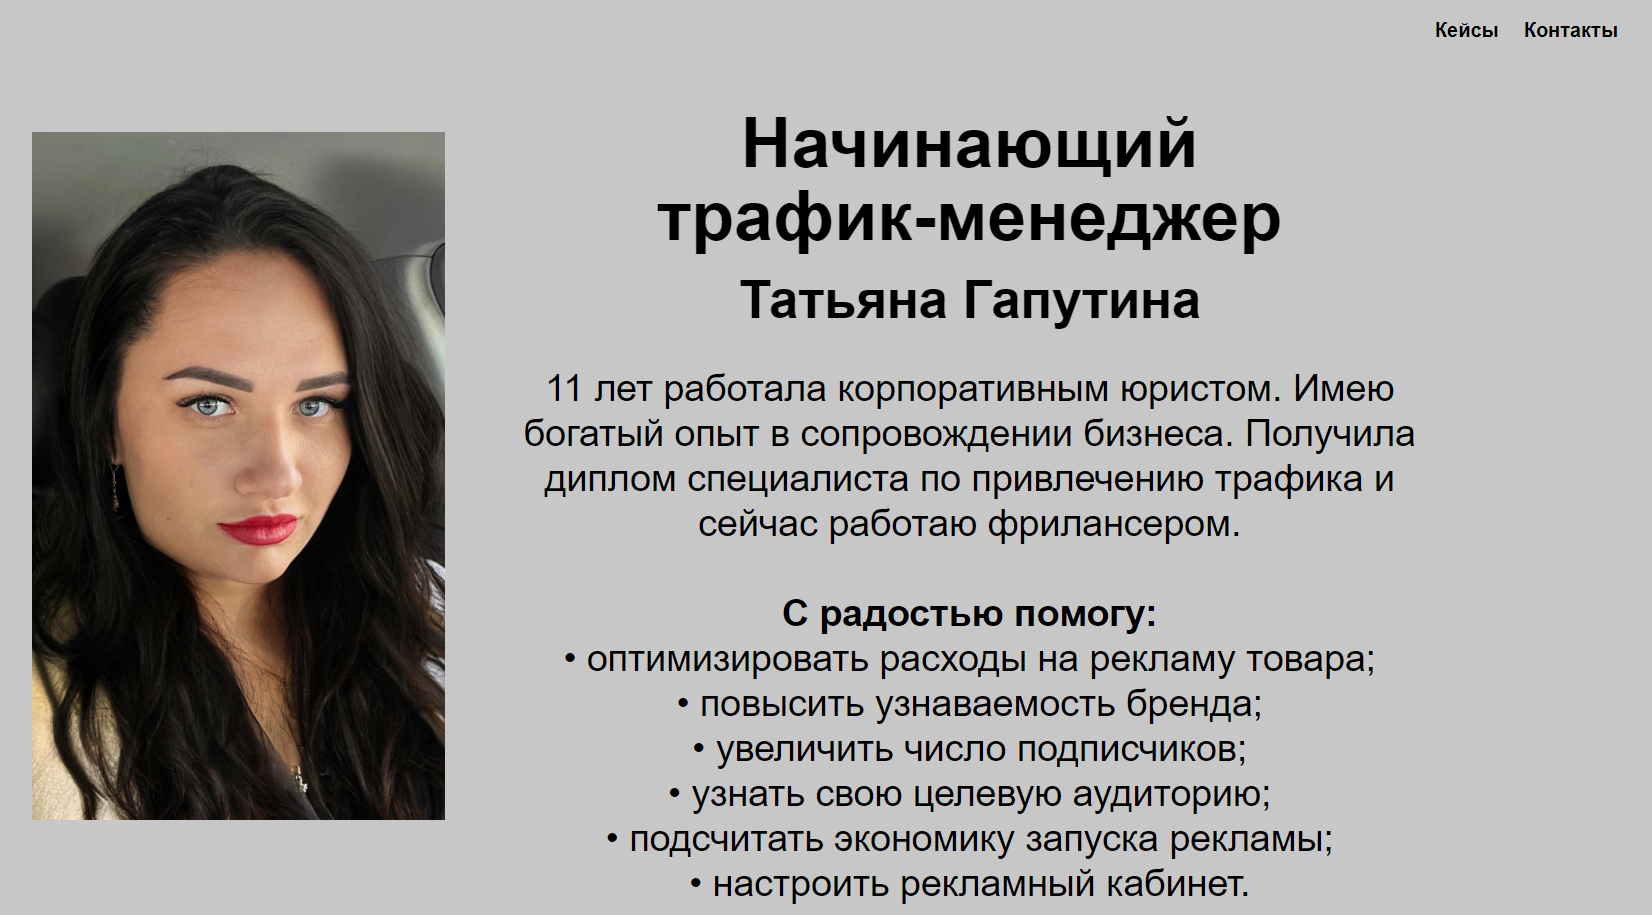 Кейсы Контакты
Начинающий
трафик-менеджер
Татьяна Гапутина
11 лет работала корпоративным юристом. Имею
богатый опыт в сопровождении бизнеса. Получила
диплом специалиста по привлечению трафика и
сейчас работаю фрилансером.
С радостью помогу:
• оптимизировать расходы на рекламу товара;
• повысить узнаваемость бренда;
• увеличить число подписчиков;
• узнать свою целевую аудиторию;
• подсчитать экономику запуска рекламы;
• настроить рекламный кабинет.